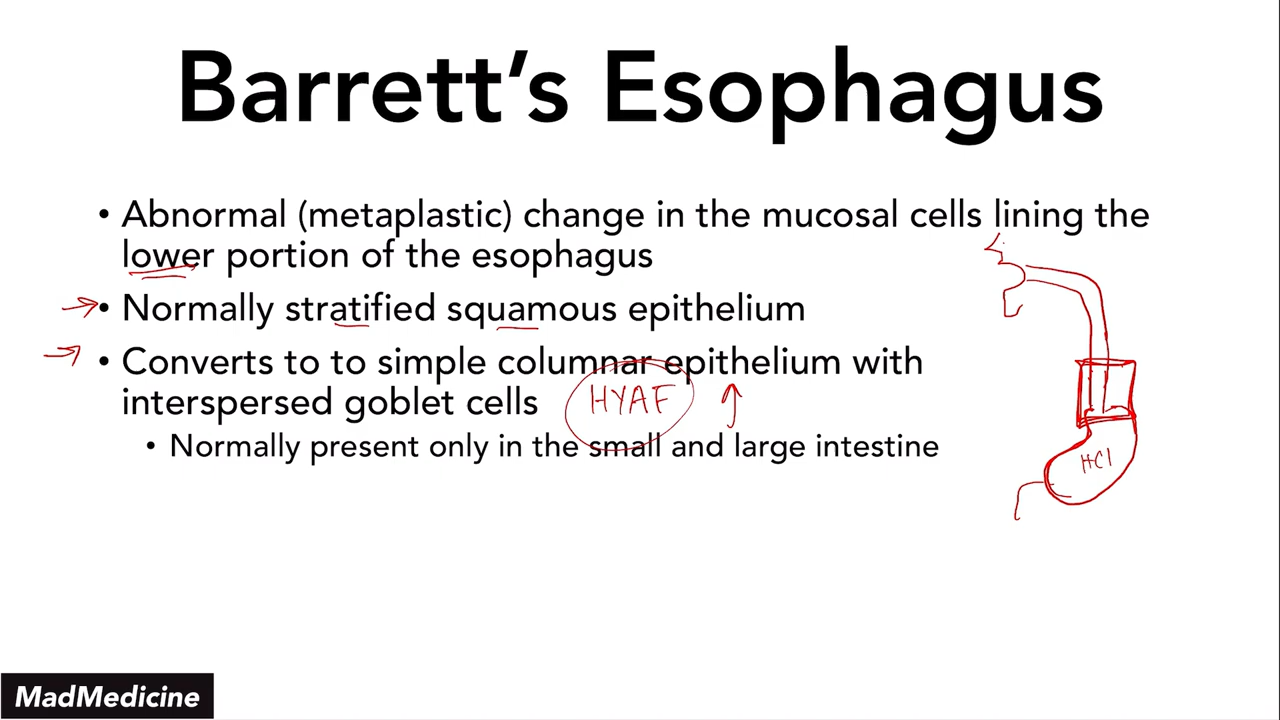 Barrett's Esophagus
• Abnormal (metaplastic) change in the mucosal cells lining the
lower portion of the esophagus
• Normally stratified squamous epithelium
• Converts to to simple columnar epithelium with
interspersed goblet cells
HYAF
• Normally present only in the small and large intestine
HCl
MadMedicine